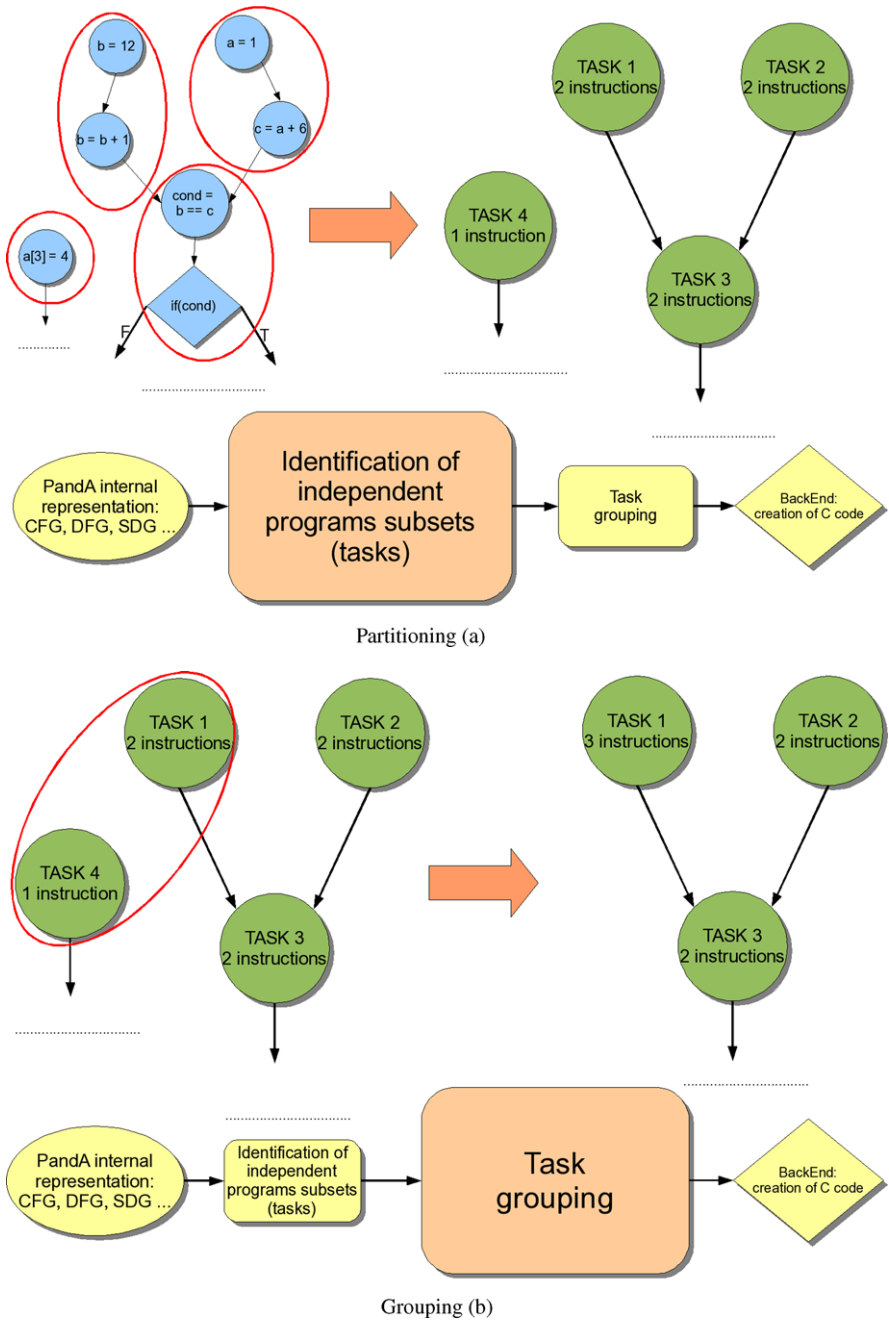 b = 12
a = 1
b = b + 1
c = a + 6
cond =
b == c
a[3] = 4
if(cond)
F
T
TASK 1
2 instructions
TASK 2
2 instructions
TASK 4
1 instruction
TASK 3
2 instructions
PandA internal
representation:
CFG, DFG, SDG ...
Identification of
independent
programs subsets
(tasks)
Task
grouping
BackEnd:
creation of C code
Partitioning (a)
TASK 1
2 instructions
TASK 2
2 instructions
TASK 4
1 instruction
TASK 3
2 instructions
TASK 1
3 instructions
TASK 2
2 instructions
TASK 3
2 instructions
PandA internal
representation:
CFG, DFG, SDG ...
Identification of
independent
programs subsets
(tasks)
Task
grouping
BackEnd:
creation of C code
Grouping (b)